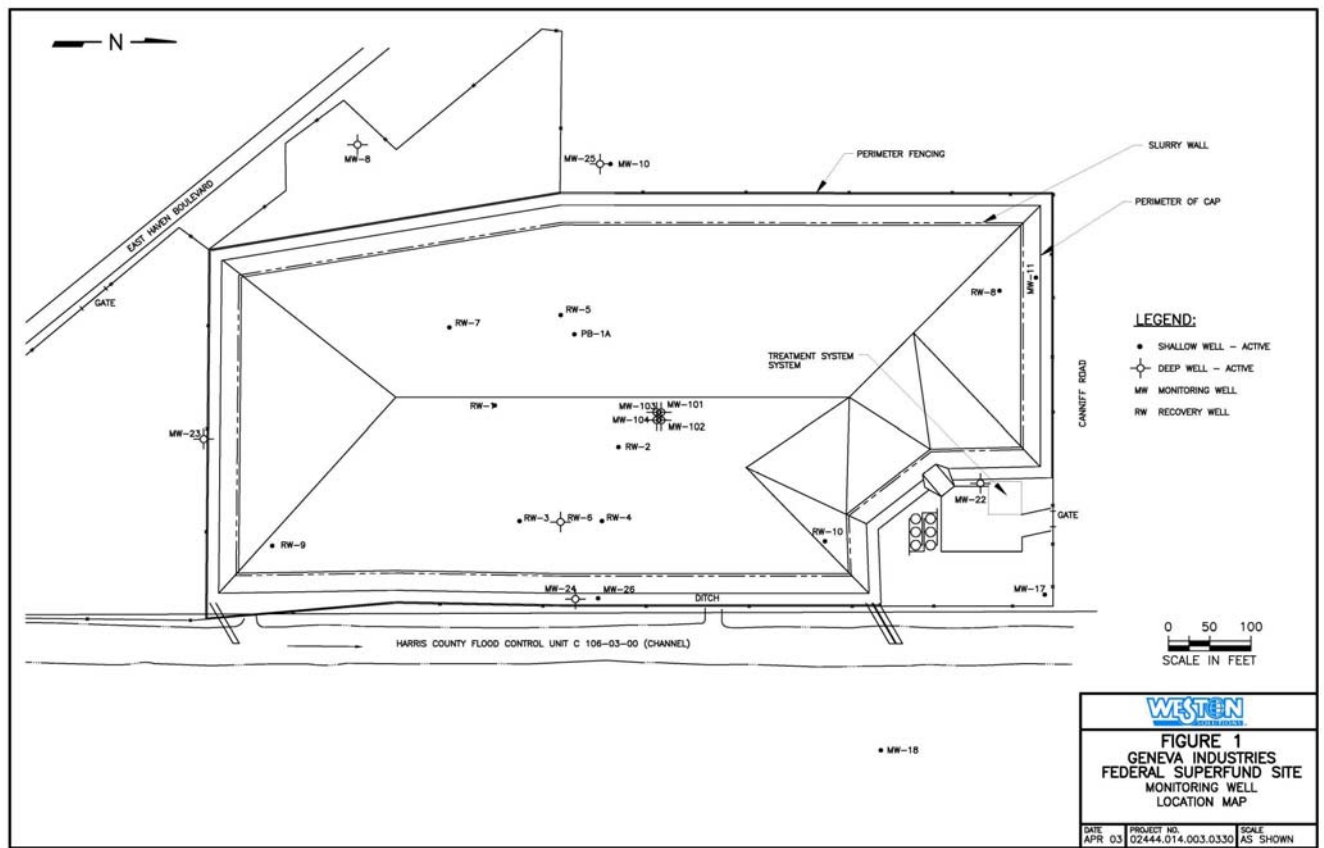 N
EAST HAVEN BOULEVARD
GATE
MW-8
MW-25
MW-10
PERIMETER FENCING
SLURRY WALL
PERIMETER OF CAP
MW-11
RW-8
RW-5
RW-7
PB-1A
TREATMENT SYSTEM
SYSTEM
CANNIFF ROAD
LEGEND:
SHALLOW WELL – ACTIVE
DEEP WELL – ACTIVE
MW MONITORING WELL
RW RECOVERY WELL
MW-103
MW-101
MW-104
MW-102
MW-23
RW-2
MW-22
GATE
RW-3
RW-6
RW-4
RW-10
RW-9
MW-24
MW-26
DITCH
MW-17
HARRIS COUNTY FLOOD CONTROL UNIT C 106-03-00 (CHANNEL)
0 50 100
SCALE IN FEET
MW-18
WESTON
SOLUTIONS
FIGURE 1
GENEVA INDUSTRIES
FEDERAL SUPERFUND SITE
MONITORING WELL
LOCATION MAP
DATE
APR 03
PROJECT NO.
02444.014.003.0330
SCALE
AS SHOWN